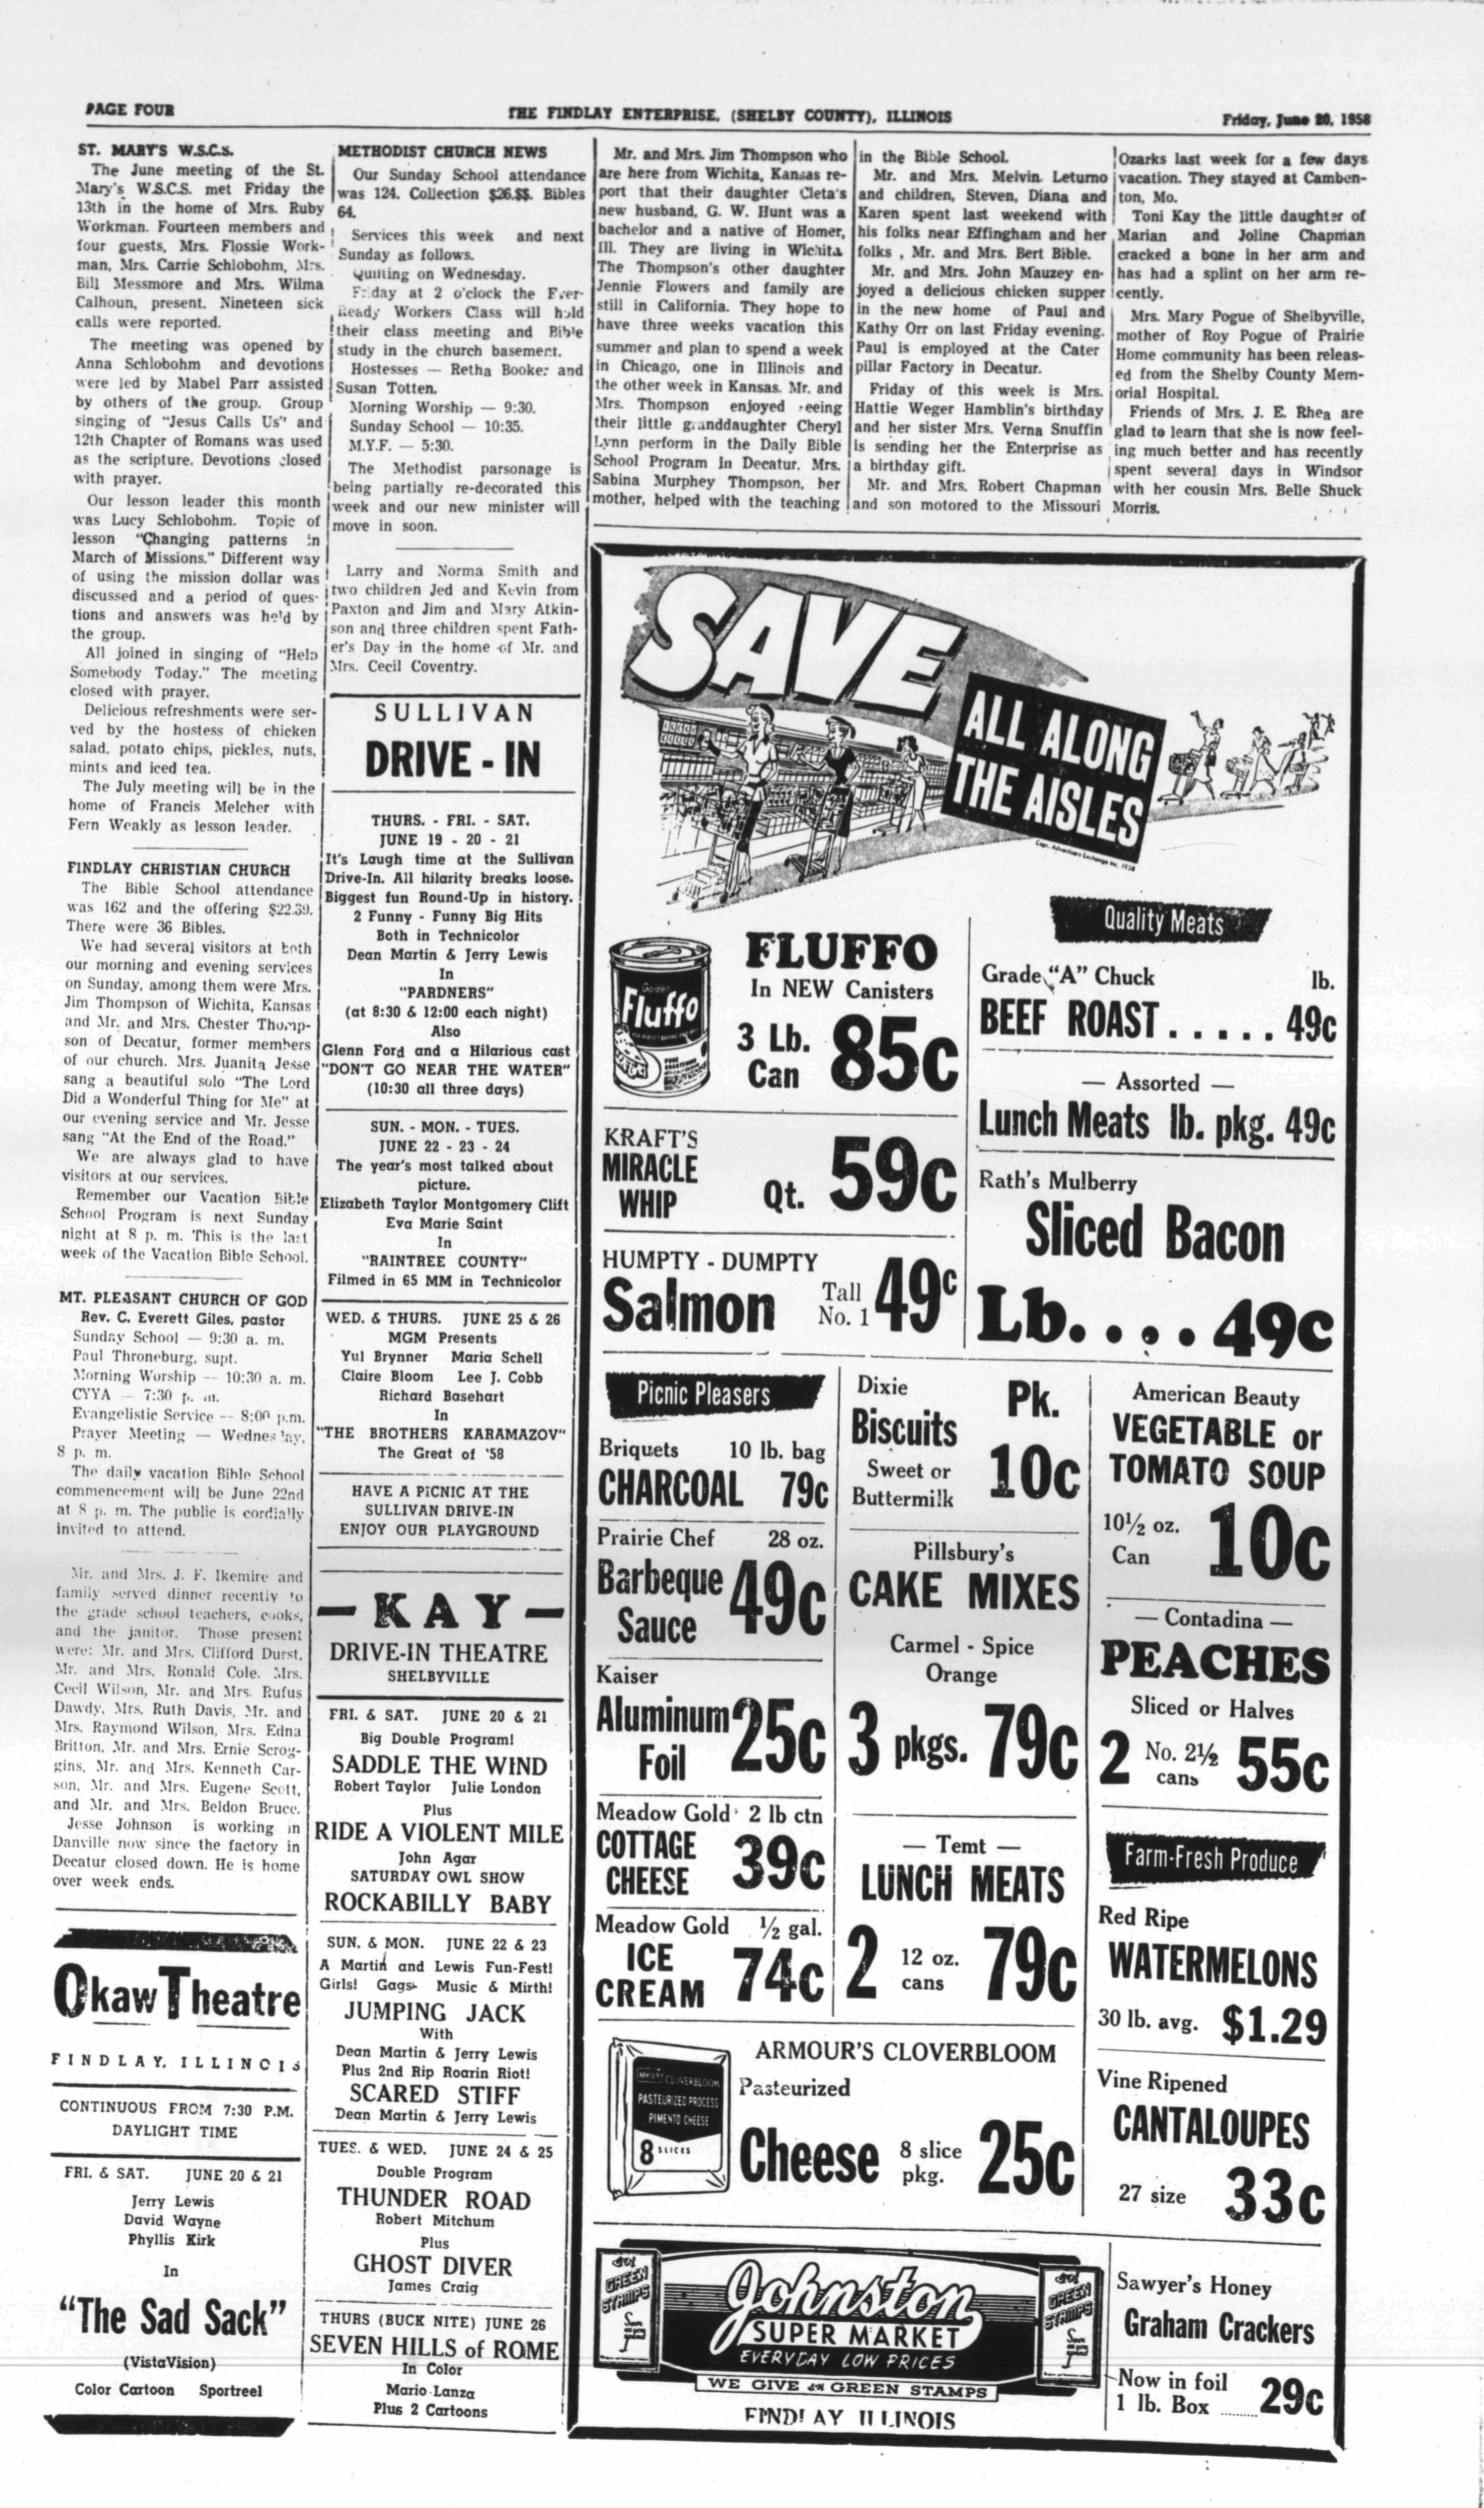 PAGE FOUR
THE FINDLAY ENTERPRISE, (SHELBY COUNTY), ILLINOIS
Friday, June 20, 1958
ST. MARY'S W.S.C.S.
The June meeting of the St.
Mary's W.S.C.S. met Friday the
13th in the home of Mrs. Ruby
Workman. Fourteen members and
four guests, Mrs. Flossie Work-
man, Mrs. Carrie Schlobohm, Mrs.
Bill Messmore and Mrs. Wilma
Calhoun, present. Nineteen sick
calls were reported.
The meeting was opened by
Anna Schlobohm and devotions
were led by Mabel Parr assisted
by others of the group. Group
singing of "Jesus Calls Us" and
12th Chapter of Romans was used
as the scripture. Devotions closed
with prayer.
Our lesson leader this month
was Lucy Schlobohm. Topic of
lesson "Changing patterns in
March of Missions." Different way
of using the mission dollar was
discussed and a period of ques-
tions and answers was held by
the group.
All joined in singing of "Help
Somebody Today." The meeting
closed with prayer.
Delicious refreshments were ser-
ved by the hostess of chicken
salad, potato chips, pickles, nuts,
mints and iced tea.
The July meeting will be in the
home of Francis Melcher with
Fern Weakly as lesson leader.
FINDLAY CHRISTIAN CHURCH
The Bible School attendance
was 162 and the offering $22.39.
There were 36 Bibles.
We had several visitors at both
our morning and evening services
on Sunday, among them were Mrs.
Jim Thompson of Wichita, Kansas
and Mr. and Mrs. Chester Thomp-
son of Decatur, former members
of our church. Mrs. Juanita Jesse
sang a beautiful solo "The Lord
Did a Wonderful Thing for Me" at
our evening service and Mr. Jesse
sang "At the End of the Road."
We are always glad to have
visitors at our services.
Remember our Vacation Bible
School Program is next Sunday
night at 8 p. m. This is the last
week of the Vacation Bible School.
MT. PLEASANT CHURCH OF GOD
Rev. C. Everett Giles, pastor
Sunday School — 9:30 a. m.
Paul Throneburg, supt.
Morning Worship — 10:30 a. m.
CYYA — 7:30 p. m.
Evangelistic Service — 8:00 p.m.
Prayer Meeting — Wednesday,
8 p. m.
The daily vacation Bible School
commencement will be June 22nd
at 8 p. m. The public is cordially
invited to attend.
Mr. and Mrs. J. F. Ikemire and
family served dinner recently to
the grade school teachers, cooks,
and the janitor. Those present
were: Mr. and Mrs. Clifford Durst,
Mr. and Mrs. Ronald Cole. Mrs.
Cecil Wilson, Mr. and Mrs. Rufus
Dawdy, Mrs. Ruth Davis, Mr. and
Mrs. Raymond Wilson, Mrs. Edna
Britton, Mr. and Mrs. Ernie Scrog-
gins, Mr. and Mrs. Kenneth Car-
son, Mr. and Mrs. Eugene Scott,
and Mr. and Mrs. Beldon Bruce.
Jesse Johnson is working in
Danville now since the factory in
Decatur closed down. He is home
over week ends.
Okaw Theatre
FINDLAY, ILLINOIS
CONTINUOUS FROM 7:30 P.M.
DAYLIGHT TIME
FRI. & SAT. JUNE 20 & 21
Jerry Lewis
David Wayne
Phyllis Kirk
In
"The Sad Sack"
(VistaVision)
Color Cartoon Sportreel
METHODIST CHURCH NEWS
Our Sunday School attendance
was 124. Collection $26.$$. Bibles
64.
Services this week and next
Sunday as follows.
Quilting on Wednesday.
Friday at 2 o'clock the Ever-
Ready Workers Class will hold
their class meeting and Bible
study in the church basement.
Hostesses — Retha Booker and
Susan Totten.
Morning Worship — 9:30.
Sunday School — 10:35.
M.Y.F. — 5:30.
The Methodist parsonage is
being partially re-decorated this
week and our new minister will
move in soon.
Larry and Norma Smith and
two children Jed and Kevin from
Paxton and Jim and Mary Atkin-
son and three children spent Fath-
er's Day in the home of Mr. and
Mrs. Cecil Coventry.
SULLIVAN
DRIVE - IN
THURS. - FRI. - SAT.
JUNE 19 - 20 - 21
It's Laugh time at the Sullivan
Drive-In. All hilarity breaks loose.
Biggest fun Round-Up in history.
2 Funny - Funny Big Hits
Both in Technicolor
Dean Martin & Jerry Lewis
In
"PARDNERS"
(at 8:30 & 12:00 each night)
Also
Glenn Ford and a Hilarious cast
"DON'T GO NEAR THE WATER"
(10:30 all three days)
SUN. - MON. - TUES.
JUNE 22 - 23 - 24
The year's most talked about
picture.
Elizabeth Taylor Montgomery Clift
Eva Marie Saint
In
"RAINTREE COUNTY"
Filmed in 65 MM in Technicolor
WED. & THURS. JUNE 25 & 26
MGM Presents
Yul Brynner Maria Schell
Claire Bloom Lee J. Cobb
Richard Basehart
In
"THE BROTHERS KARAMAZOV"
The Great of '58
HAVE A PICNIC AT THE
SULLIVAN DRIVE-IN
ENJOY OUR PLAYGROUND
— KAY —
DRIVE-IN THEATRE
SHELBYVILLE
FRI. & SAT. JUNE 20 & 21
Big Double Program!
SADDLE THE WIND
Robert Taylor Julie London
Plus
RIDE A VIOLENT MILE
John Agar
SATURDAY OWL SHOW
ROCKABILLY BABY
SUN. & MON. JUNE 22 & 23
A Martin and Lewis Fun-Fest!
Girls! Gags- Music & Mirth!
JUMPING JACK
With
Dean Martin & Jerry Lewis
Plus 2nd Rip Roarin Riot!
SCARED STIFF
Dean Martin & Jerry Lewis
TUES. & WED. JUNE 24 & 25
Double Program
THUNDER ROAD
Robert Mitchum
Plus
GHOST DIVER
James Craig
THURS (BUCK NITE) JUNE 26
SEVEN HILLS of ROME
In Color
Mario Lanza
Plus 2 Cartoons
Mr. and Mrs. Jim Thompson who
are here from Wichita, Kansas re-
port that their daughter Cleta's
new husband, G. W. Hunt was a
bachelor and a native of Homer,
Ill. They are living in Wichita
The Thompson's other daughter
Jennie Flowers and family are
still in California. They hope to
have three weeks vacation this
summer and plan to spend a week
in Chicago, one in Illinois and
the other week in Kansas. Mr. and
Mrs. Thompson enjoyed seeing
their little granddaughter Cheryl
Lynn perform in the Daily Bible
School Program in Decatur. Mrs.
Sabina Murphey Thompson, her
mother, helped with the teaching
in the Bible School.
Mr. and Mrs. Melvin Leturno
and children, Steven, Diana and
Karen spent last weekend with
his folks near Effingham and her
folks , Mr. and Mrs. Bert Bible.
Mr. and Mrs. John Mauzey en-
joyed a delicious chicken supper
in the new home of Paul and
Kathy Orr on last Friday evening.
Paul is employed at the Cater
pillar Factory in Decatur.
Friday of this week is Mrs.
Hattie Weger Hamblin's birthday
and her sister Mrs. Verna Snuffin
is sending her the Enterprise as
a birthday gift.
Mr. and Mrs. Robert Chapman
and son motored to the Missouri
Ozarks last week for a few days
vacation. They stayed at Camben-
ton, Mo.
Toni Kay the little daughter of
Marian and Joline Chapman
cracked a bone in her arm and
has had a splint on her arm re-
cently.
Mrs. Mary Pogue of Shelbyville,
mother of Roy Pogue of Prairie
Home community has been releas-
ed from the Shelby County Mem-
orial Hospital.
Friends of Mrs. J. E. Rhea are
glad to learn that she is now feel-
ing much better and has recently
spent several days in Windsor
with her cousin Mrs. Belle Shuck
Morris.
SAVE
ALL ALONG
THE AISLES
Copr. Advertisers Exchange Inc. 1958
Golden
Fluffo
FLUFFO
In NEW Canisters
3 Lb.
Can 85c
KRAFT'S
MIRACLE
WHIP Qt. 59c
HUMPTY - DUMPTY
Salmon Tall
No. 1 49c
Quality Meats
Grade "A" Chuck lb.
BEEF ROAST . . . . . 49c
— Assorted —
Lunch Meats lb. pkg. 49c
Rath's Mulberry
Sliced Bacon
Lb. . . . . 49c
Picnic Pleasers
Briquets 10 lb. bag
CHARCOAL 79c
Prairie Chef 28 oz.
Barbeque
Sauce 49c
Kaiser
Aluminum
Foil 25c
Meadow Gold 2 lb ctn
COTTAGE
CHEESE 39c
Meadow Gold ½ gal.
ICE
CREAM 74c
Dixie Pk.
Biscuits
Sweet or
Buttermilk 10c
Pillsbury's
CAKE MIXES
Carmel - Spice
Orange
3 pkgs. 79c
— Temt —
LUNCH MEATS
2 12 oz.
cans 79c
American Beauty
VEGETABLE or
TOMATO SOUP
10½ oz.
Can 10c
— Contadina —
PEACHES
Sliced or Halves
2 No. 2½
cans 55c
Farm-Fresh Produce
Red Ripe
WATERMELONS
30 lb. avg. $1.29
Vine Ripened
CANTALOUPES
27 size 33c
CLOVERBLOOM
PASTEURIZED PROCESS
PIMENTO CHEESE
8 SLICES
ARMOUR'S CLOVERBLOOM
Pasteurized
Cheese 8 slice
pkg. 25c
S&H
GREEN
STAMPS
Johnston
SUPER MARKET
EVERYDAY LOW PRICES
WE GIVE S&H GREEN STAMPS
S&H
GREEN
STAMPS
FINDLAY ILLINOIS
Sawyer's Honey
Graham Crackers
Now in foil
1 lb. Box ........ 29c